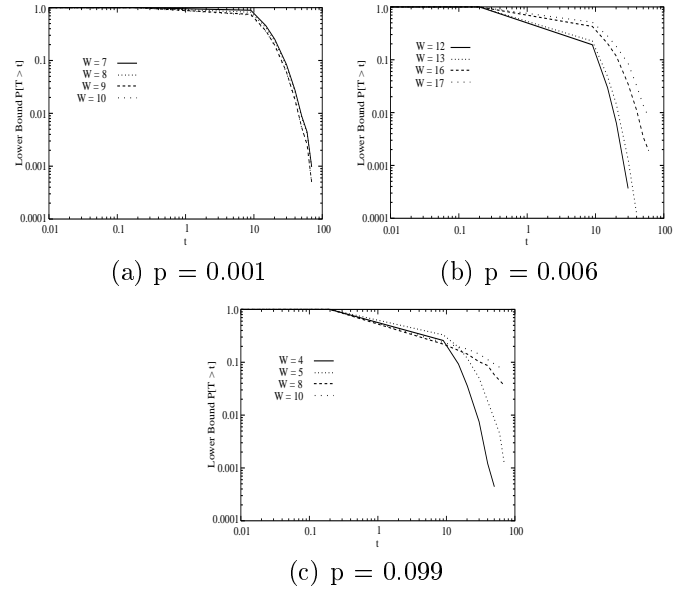 Lower Bound P[T > t]
1.0
0.1
0.01
0.001
0.0001
W = 7
W = 8
W = 9
W = 10
0.01 0.1 1 10 100
t
(a) p = 0.001
Lower Bound P[T > t]
1.0
0.1
0.01
0.001
0.0001
W = 12
W = 13
W = 16
W = 17
0.01 0.1 1 10 100
t
(b) p = 0.006
Lower Bound P[T > t]
1.0
0.1
0.01
0.001
0.0001
W = 4
W = 5
W = 8
W = 10
0.01 0.1 1 10 100
t
(c) p = 0.099